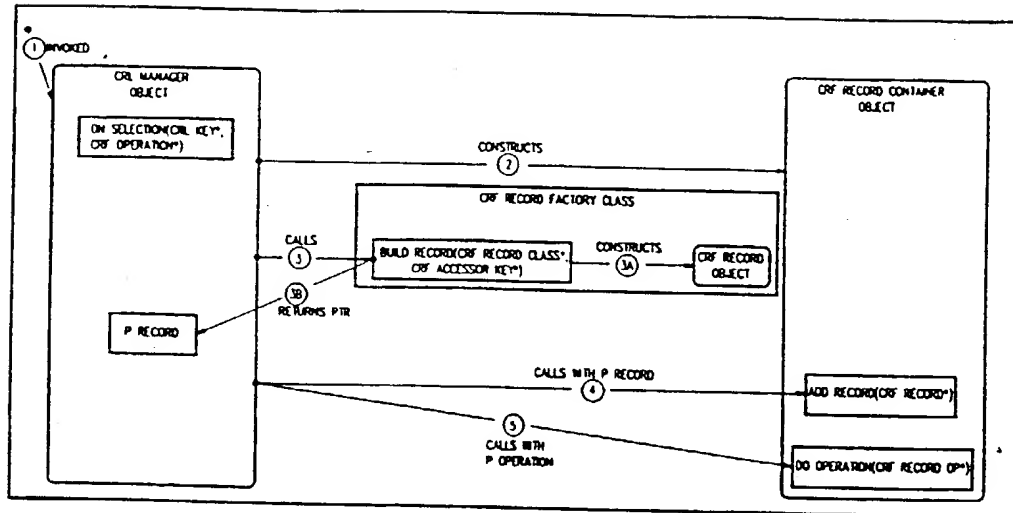 1 INVOKED
CRL MANAGER
OBJECT
ON SELECTION(CRL KEY*,
CRF OPERATION*)
CRF RECORD CONTAINER
OBJECT
CONSTRUCTS
2
CRF RECORD FACTORY CLASS
CALLS
3
BUILD RECORD(CRF RECORD CLASS*,
CRF ACCESSOR KEY*)
CONSTRUCTS
3A
CRF RECORD
OBJECT
3B
RETURNS PTR
P RECORD
CALLS WITH P RECORD
4
ADD RECORD(CRF RECORD*)
5
CALLS WITH
P OPERATION
DO OPERATION(CRF RECORD OP*)